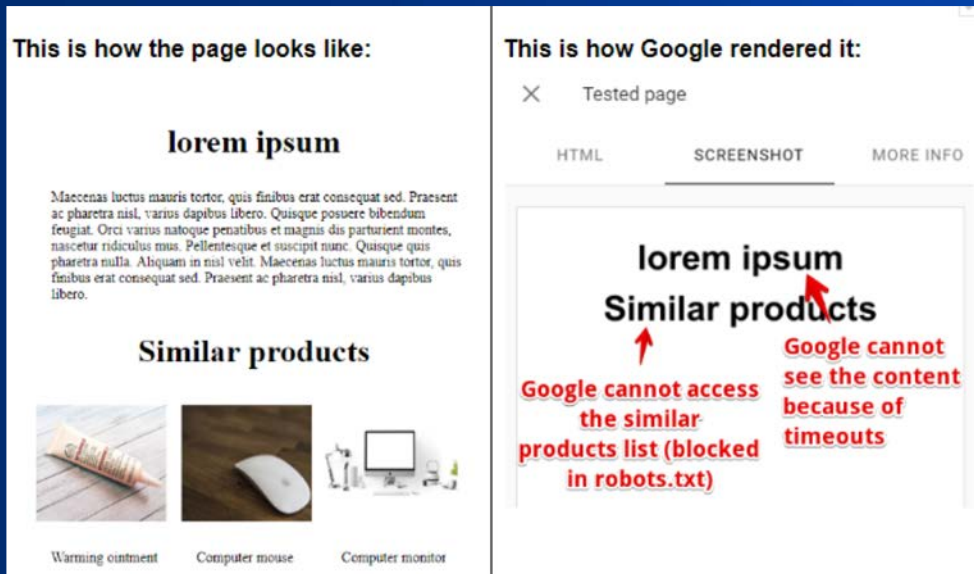 This is how the page looks like:
lorem ipsum
Maecenas luctus mauris tortor, quis finibus erat consequat sed. Praesent
ac pharetra nisl, varius dapibus libero. Quisque posuere bibendum
feugiat. Orci varius natoque penatibus et magnis dis parturient montes,
nascetur ridiculus mus. Pellentesque et suscipit nunc. Quisque quis
pharetra nulla. Aliquam in nisl velit. Maecenas luctus mauris tortor, quis
finibus erat consequat sed. Praesent ac pharetra nisl, varius dapibus
libero.
Similar products
Warming ointment
Computer mouse
Computer monitor
This is how Google rendered it:
Tested page
HTML
SCREENSHOT
MORE INFO
lorem ipsum
Similar products
Google cannot access
the similar
products list (blocked
in robots.txt)
Google cannot
see the content
because of
timeouts